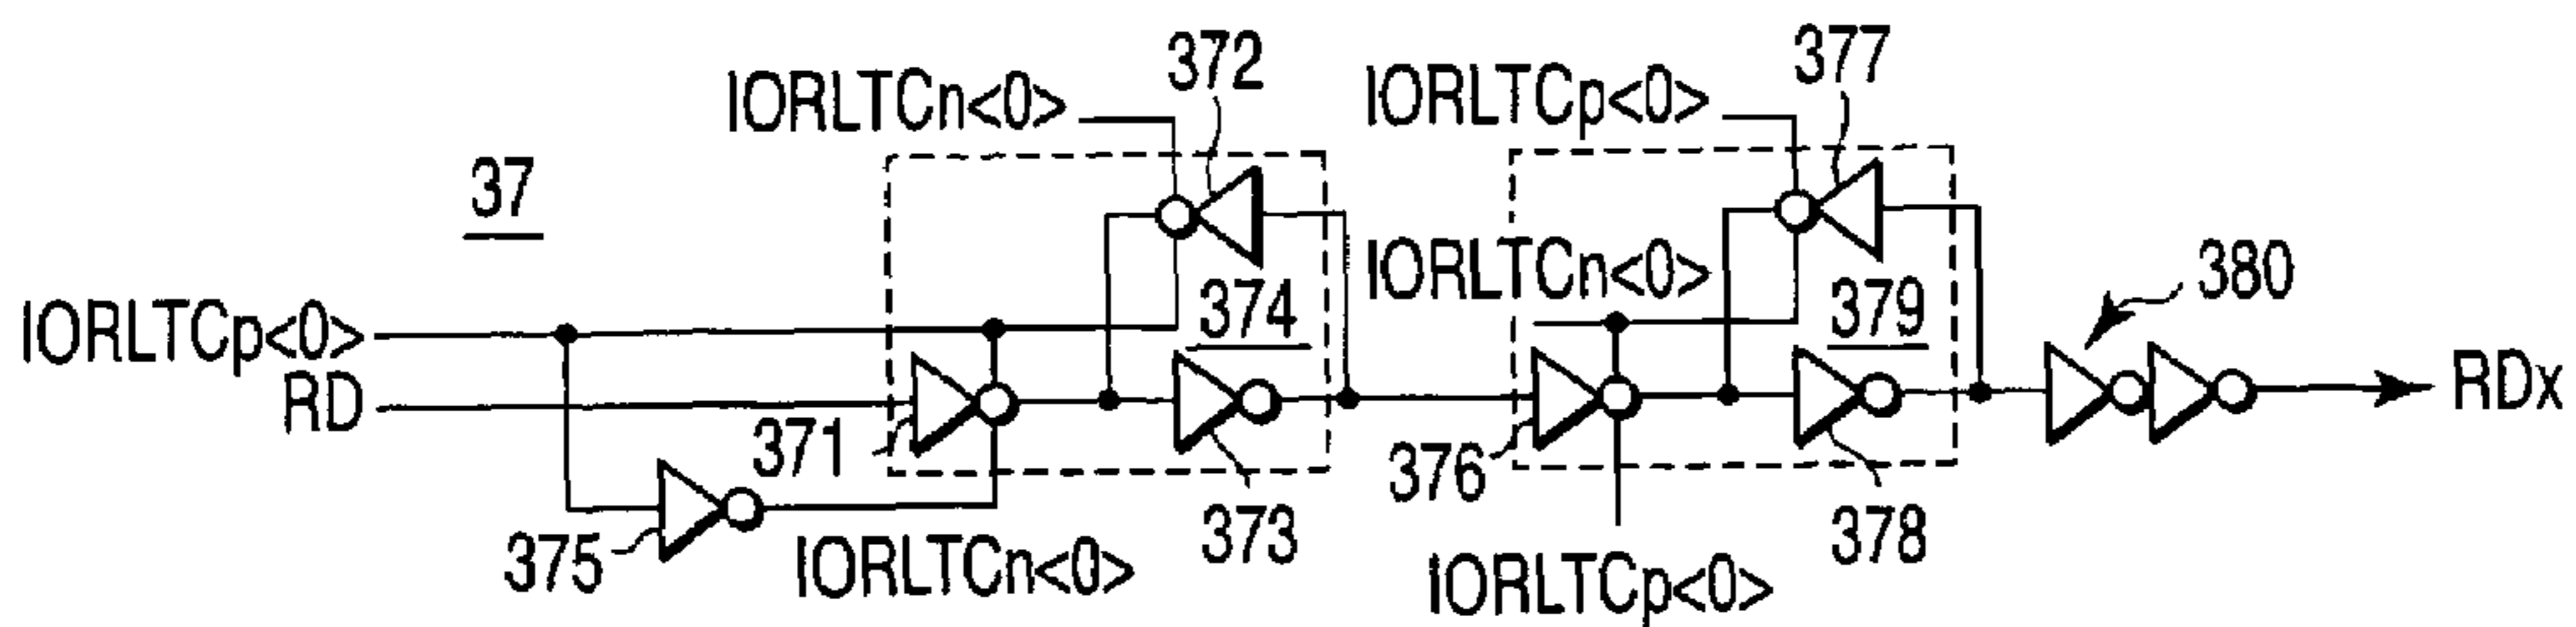 37
IORLTCn<0>
372
IORLTCp<0>
377
IORLTCn<0>
374
379
380
IORLTCp<0>
RD
371
376
RDx
375
IORLTCn<0>
373
IORLTCp<0>
378